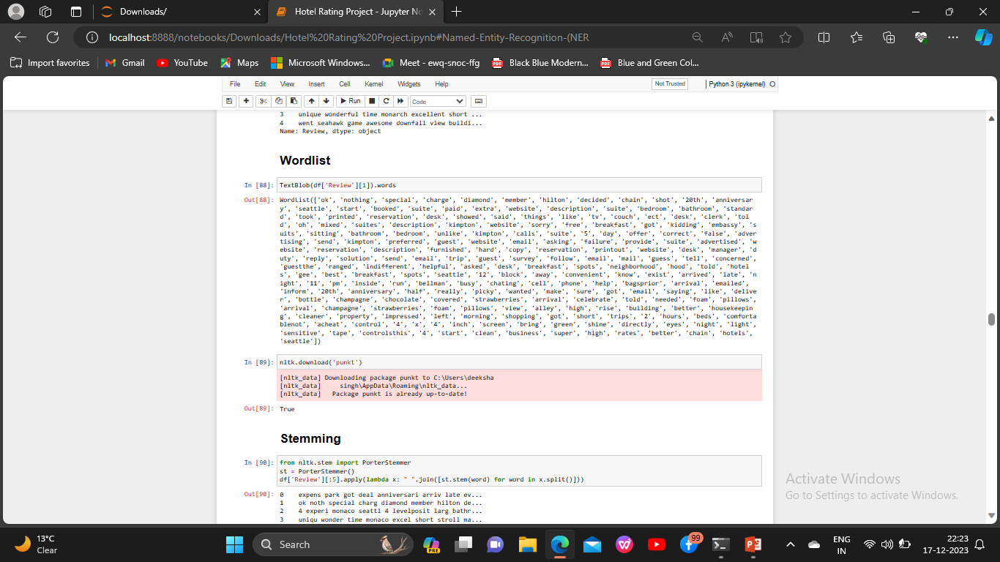 Downloads/
Hotel Rating Project - Jupyter No
localhost:8888/notebooks/Downloads/Hotel%20Rating%20Project.ipynb#Named-Entity-Recognition-(NER
Import favorites
Gmail
YouTube
Maps
Microsoft Windows...
Meet - ewq-snoc-ffg
Black Blue Modern...
Blue and Green Col...
File Edit View Insert Cell Kernel Widgets Help
Not Trusted
Python 3 (ipykernel)
Run
Code
3 unique wonderful time monarch excellent short ...
4 went seahawk game awesome downfall view buildi...
Name: Review, dtype: object
Wordlist
In [88]: TextBlob(df['Review'][1]).words
Out[88]: WordList(['ok', 'nothing', 'special', 'charge', 'diamond', 'member', 'hilton', 'decided', 'chain', 'shot', '20th', 'anniversar
y', 'seattle', 'start', 'booked', 'suite', 'paid', 'extra', 'website', 'description', 'suite', 'bedroom', 'bathroom', 'standar
d', 'took', 'printed', 'reservation', 'desk', 'showed', 'said', 'things', 'like', 'tv', 'couch', 'ect', 'desk', 'clerk', 'tol
d', 'oh', 'mixed', 'suites', 'description', 'kimpton', 'website', 'sorry', 'free', 'breakfast', 'got', 'kidding', 'embassy', 's
uits', 'sitting', 'bathroom', 'bedroom', 'unlike', 'kimpton', 'calls', 'suite', '5', 'day', 'offer', 'correct', 'false', 'adver
tising', 'send', 'kimpton', 'preferred', 'guest', 'website', 'email', 'asking', 'failure', 'provide', 'suite', 'advertised', 'w
ebsite', 'reservation', 'description', 'furnished', 'hard', 'copy', 'reservation', 'printout', 'website', 'desk', 'manager', 'd
uty', 'reply', 'solution', 'send', 'email', 'trip', 'guest', 'survey', 'follow', 'email', 'mail', 'guess', 'tell', 'concerned',
'guestthe', 'ranged', 'indifferent', 'helpful', 'asked', 'desk', 'breakfast', 'spots', 'neighborhood', 'hood', 'told', 'hotel
s', 'gee', 'best', 'breakfast', 'spots', 'seattle', '12', 'block', 'away', 'convenient', 'know', 'exist', 'arrived', 'late', 'n
ight', '11', 'pm', 'inside', 'run', 'bellman', 'busy', 'chating', 'cell', 'phone', 'help', 'bagsprior', 'arrival', 'emailed',
'inform', '20th', 'anniversary', 'half', 'really', 'picky', 'wanted', 'make', 'sure', 'got', 'email', 'saying', 'like', 'delive
r', 'bottle', 'champagne', 'chocolate', 'covered', 'strawberries', 'arrival', 'celebrate', 'told', 'needed', 'foam', 'pillows',
'arrival', 'champagne', 'strawberries', 'foam', 'pillows', 'view', 'alley', 'high', 'rise', 'building', 'better', 'housekeepin
g', 'cleaner', 'property', 'impressed', 'left', 'morning', 'shopping', 'got', 'short', 'trips', '2', 'hours', 'beds', 'comforta
blenot', 'acheat', 'control', '4', 'x', '4', 'inch', 'screen', 'bring', 'green', 'shine', 'directly', 'eyes', 'night', 'light',
'sensitive', 'tape', 'controlsthis', '4', 'start', 'clean', 'business', 'super', 'high', 'rates', 'better', 'chain', 'hotels',
'seattle'])
In [89]: nltk.download('punkt')
[nltk_data] Downloading package punkt to C:\Users\deeksha
[nltk_data]     singh\AppData\Roaming\nltk_data...
[nltk_data]   Package punkt is already up-to-date!
Out[89]: True
Stemming
In [90]: from nltk.stem import PorterStemmer
st = PorterStemmer()
df['Review'][:5].apply(lambda x: " ".join([st.stem(word) for word in x.split()]))
Out[90]: 0 expens park got deal anniversari arriv late ev...
1 ok noth special charg diamond member hilton de...
2 4 experi monaco seattl 4 levelposit larg bathr...
3 uniqu wonder time monaco excel short stroll ma...
Activate Windows
Go to Settings to activate Windows.
13°C
Clear
Search
PRE
99
ENG
IN
22:23
17-12-2023